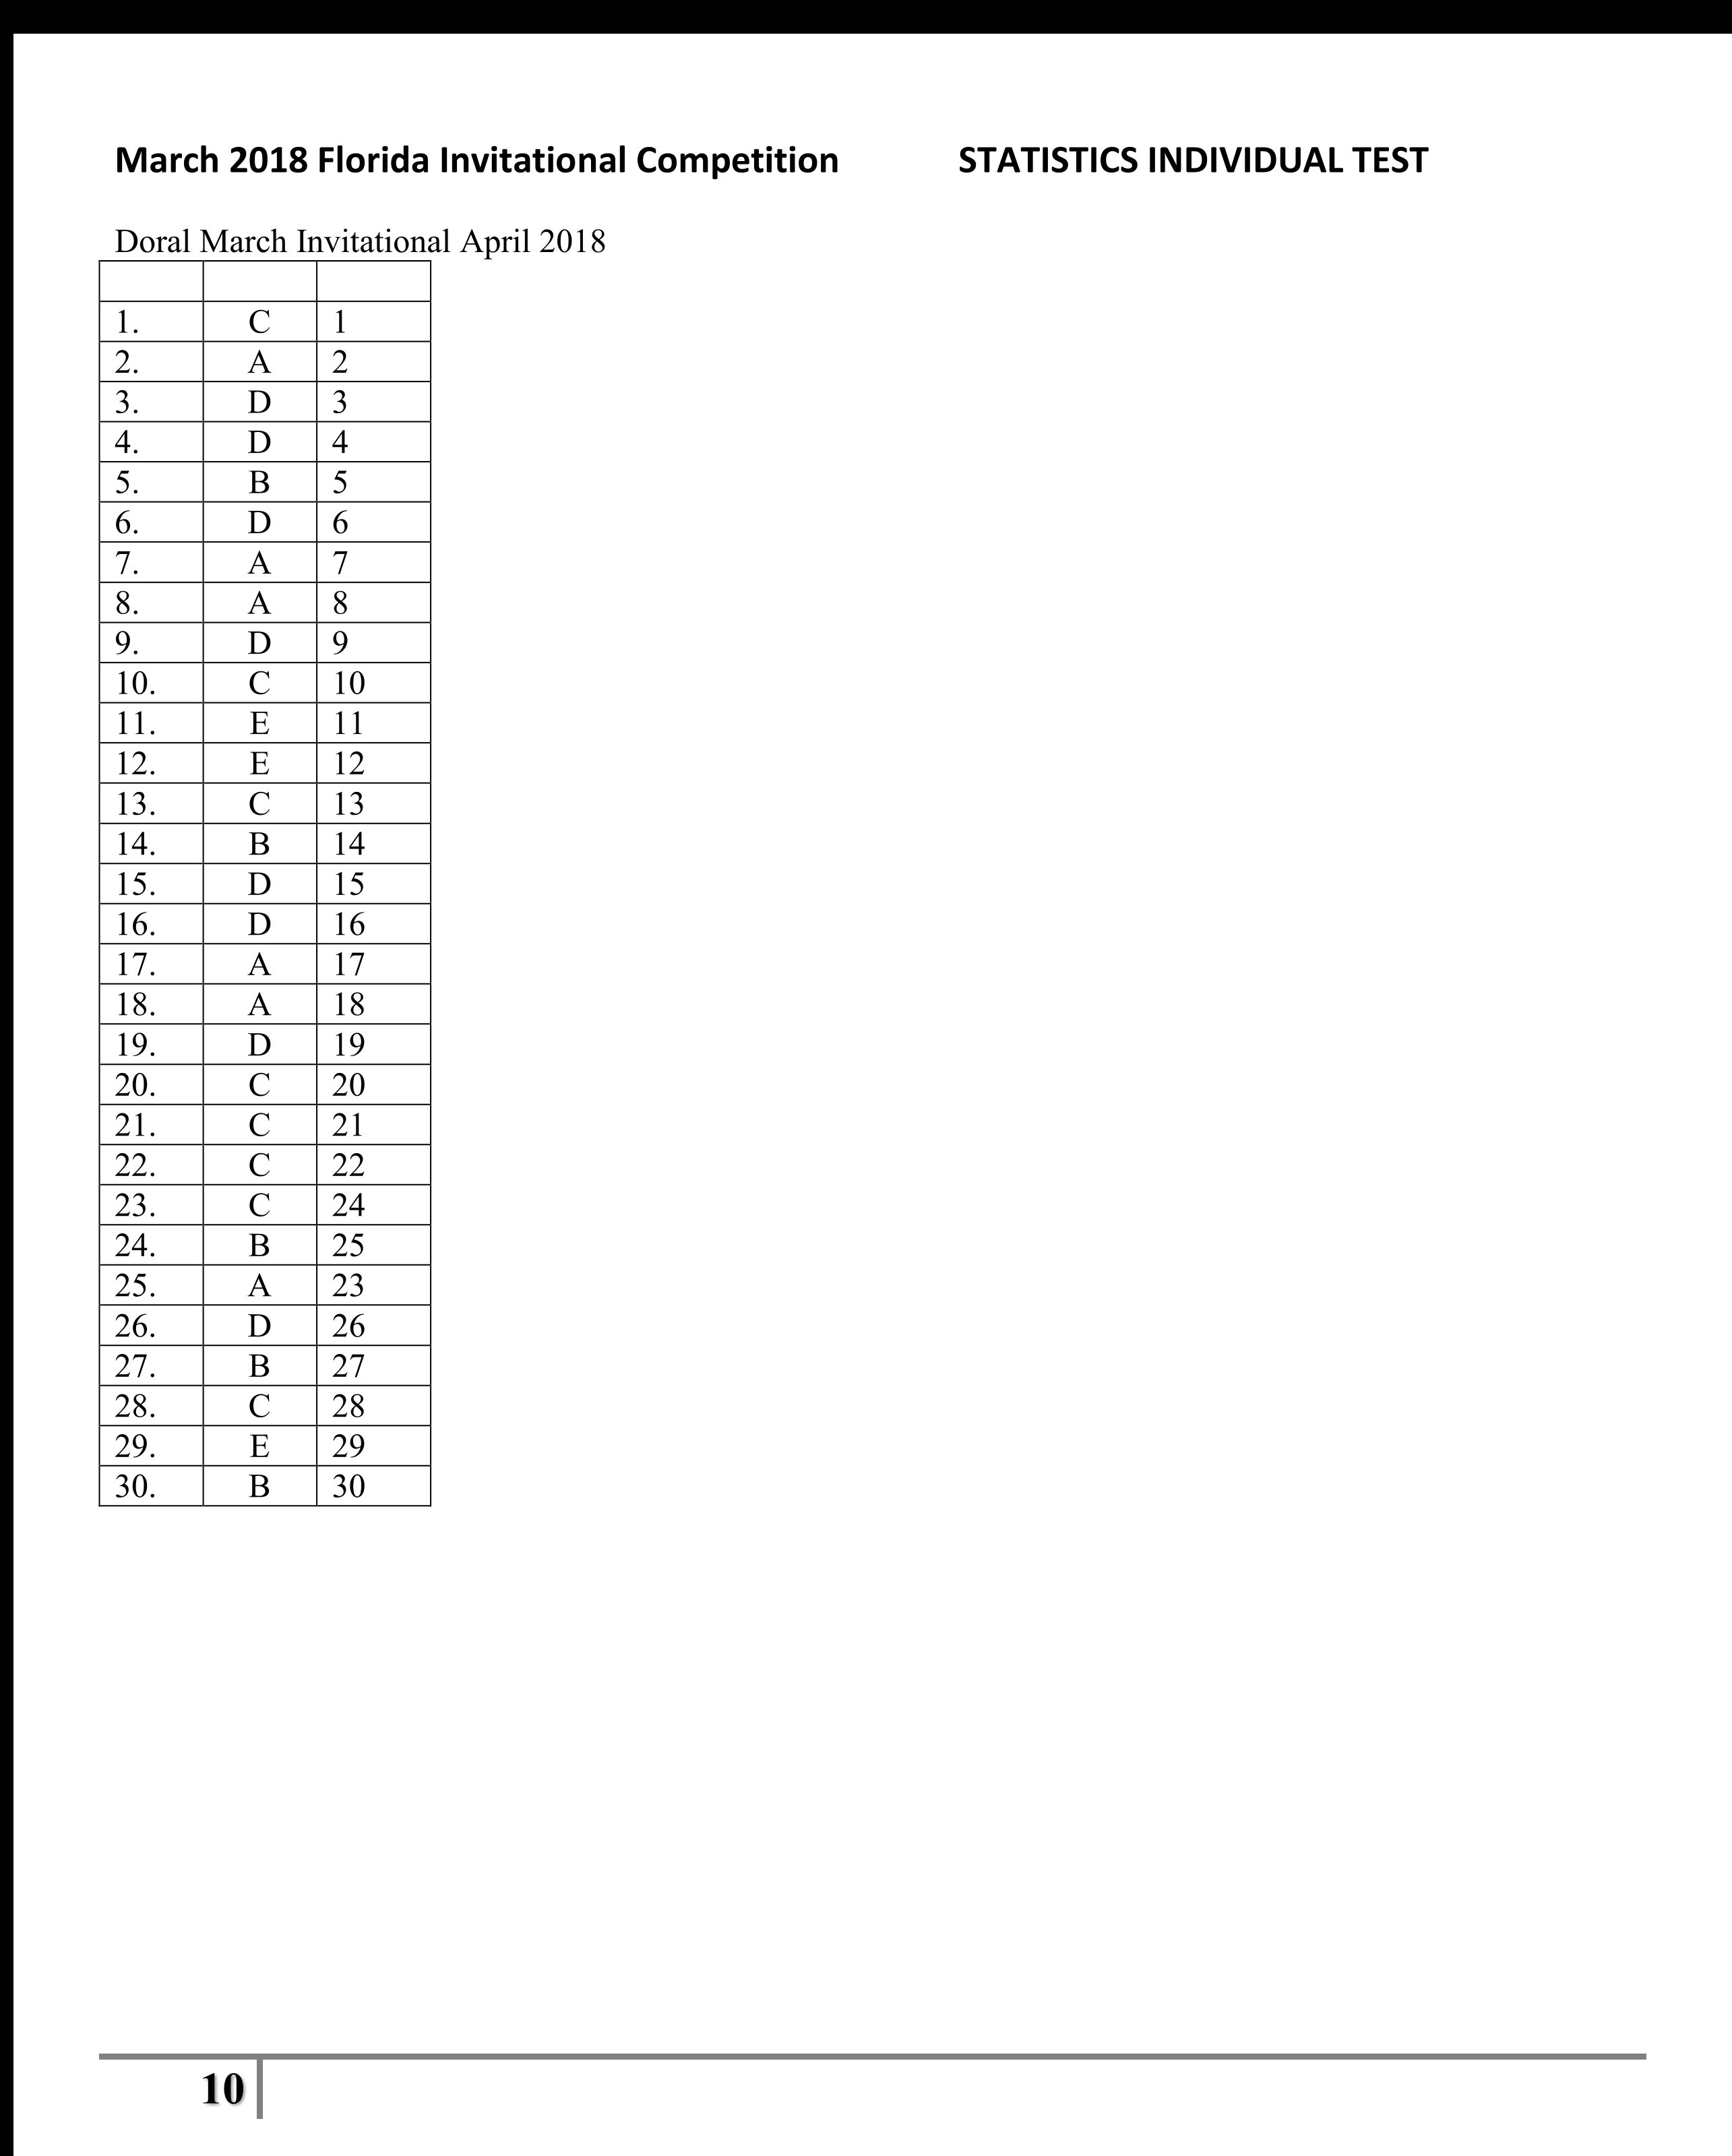 March 2018 Florida Invitational Competition STATISTICS INDIVIDUAL TEST
Doral March Invitational April 2018
1. C 1
2. A 2
3. D 3
4. D 4
5. B 5
6. D 6
7. A 7
8. A 8
9. D 9
10. C 10
11. E 11
12. E 12
13. C 13
14. B 14
15. D 15
16. D 16
17. A 17
18. A 18
19. D 19
20. C 20
21. C 21
22. C 22
23. C 24
24. B 25
25. A 23
26. D 26
27. B 27
28. C 28
29. E 29
30. B 30
10